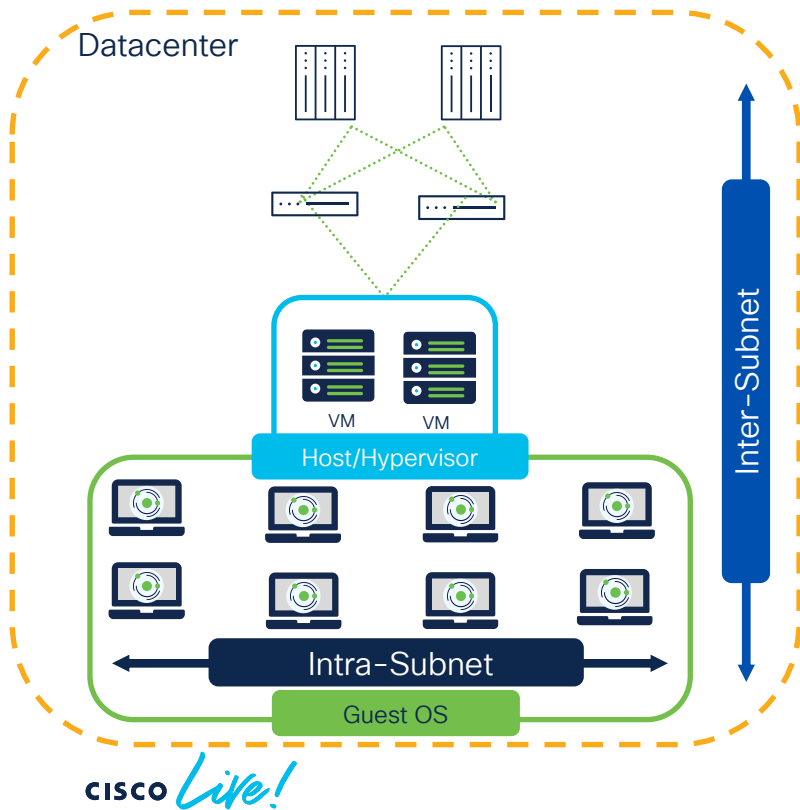 Datacenter
VM
VM
Host/Hypervisor
Inter-Subnet
Intra-Subnet
Guest OS
CISCO Live!